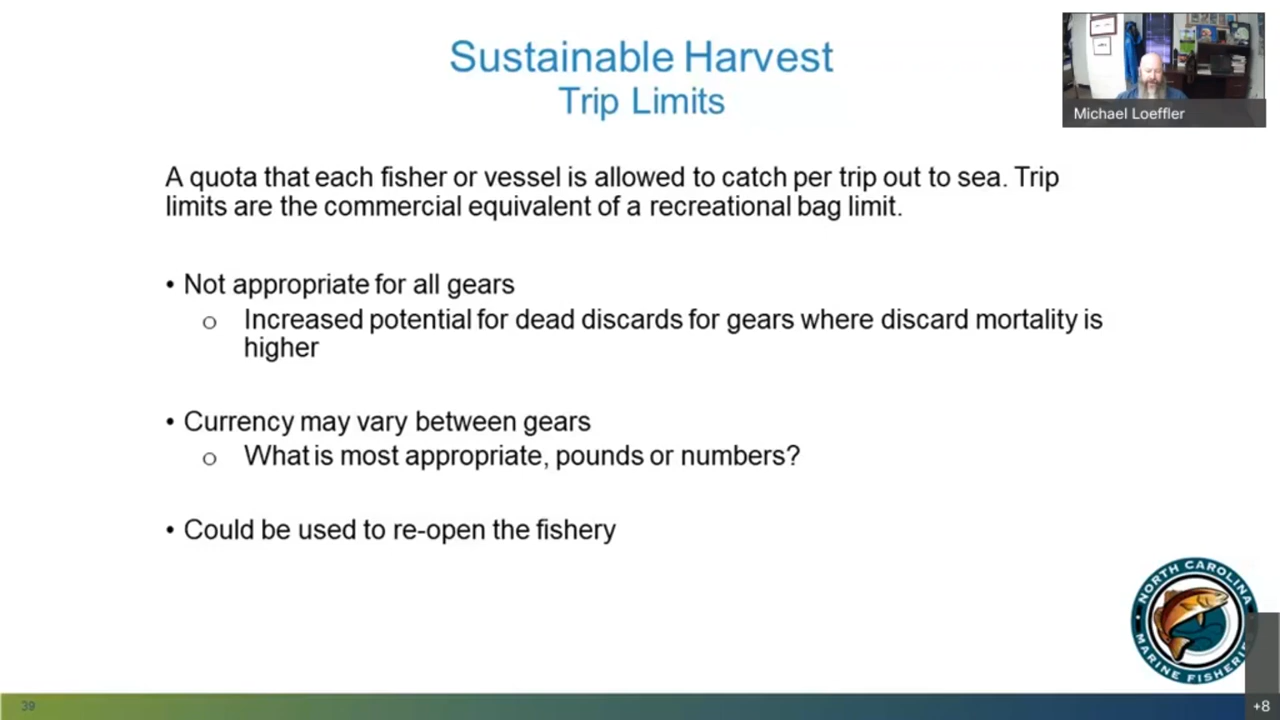 Sustainable Harvest
Trip Limits
Michael Loeffler
A quota that each fisher or vessel is allowed to catch per trip out to sea. Trip
limits are the commercial equivalent of a recreational bag limit.
• Not appropriate for all gears
o Increased potential for dead discards for gears where discard mortality is
higher
• Currency may vary between gears
o What is most appropriate, pounds or numbers?
• Could be used to re-open the fishery
NORTH CAROLINA
MARINE FISHERIES
39
+8